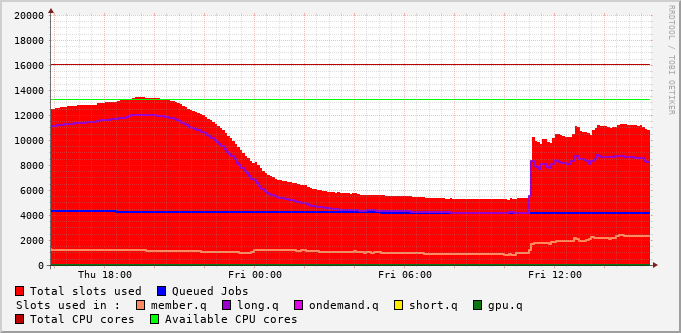 20000
18000
16000
14000
12000
10000
8000
6000
4000
2000
0
Thu 18:00 Fri 00:00 Fri 06:00 Fri 12:00
RRDTOOL / TOBI OETIKER
Total slots used Queued Jobs
Slots used in : member.q long.q ondemand.q short.q gpu.q
Total CPU cores Available CPU cores